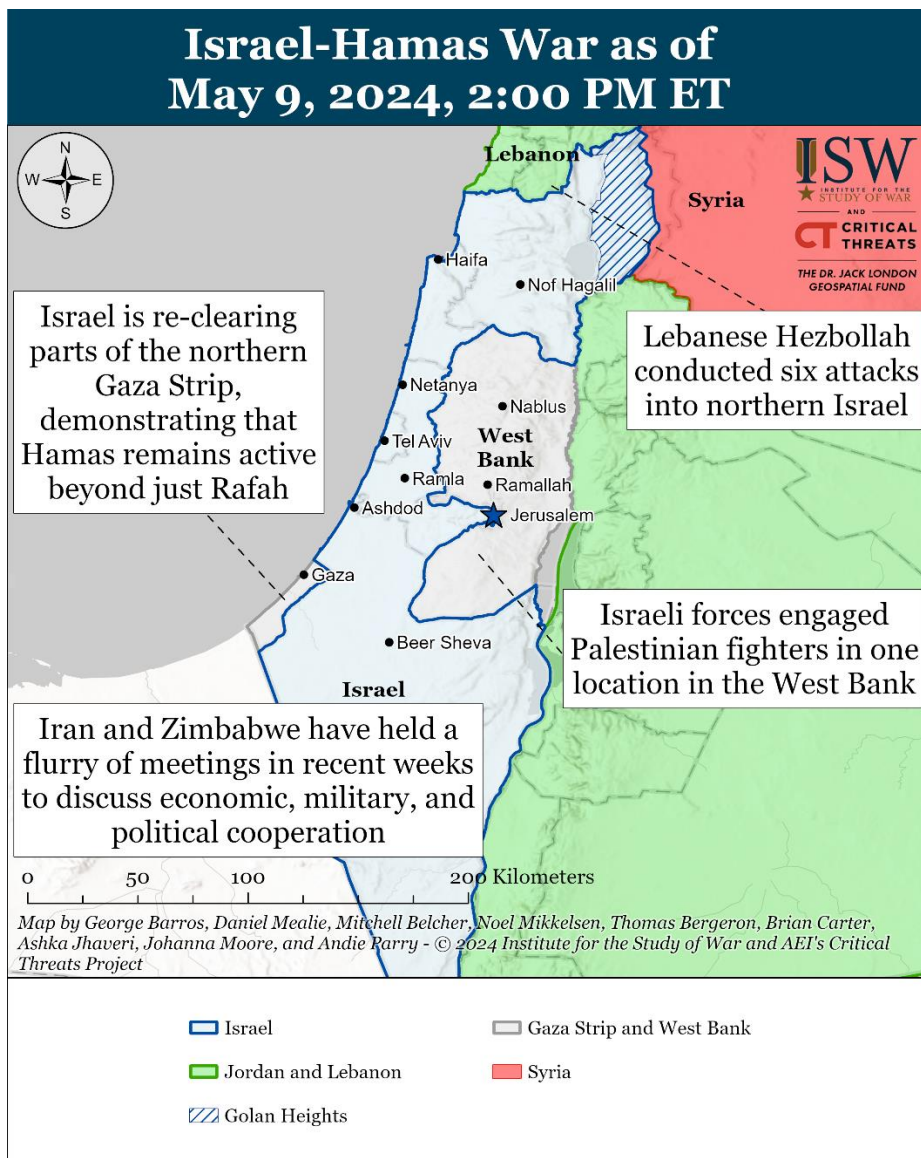 Israel-Hamas War as of
May 9, 2024, 2:00 PM ET
N
W E
S
Lebanon
Syria
ISW
INSTITUTE FOR THE
STUDY OF WAR
AND
CT CRITICAL
THREATS
THE DR. JACK LONDON
GEOSPATIAL FUND
Haifa
Nof Hagalil
Israel is re-clearing
parts of the northern
Gaza Strip,
demonstrating that
Hamas remains active
beyond just Rafah
Lebanese Hezbollah
conducted six attacks
into northern Israel
Netanya
Nablus
Tel Aviv
West
Bank
Ramla
Ramallah
Ashdod
Jerusalem
Gaza
Israeli forces engaged
Palestinian fighters in one
location in the West Bank
Beer Sheva
Israel
Iran and Zimbabwe have held a
flurry of meetings in recent weeks
to discuss economic, military, and
political cooperation
0 50 100 200 Kilometers
Map by George Barros, Daniel Mealie, Mitchell Belcher, Noel Mikkelsen, Thomas Bergeron, Brian Carter,
Ashka Jhaveri, Johanna Moore, and Andie Parry - © 2024 Institute for the Study of War and AEI's Critical
Threats Project
Israel
Gaza Strip and West Bank
Jordan and Lebanon
Syria
Golan Heights